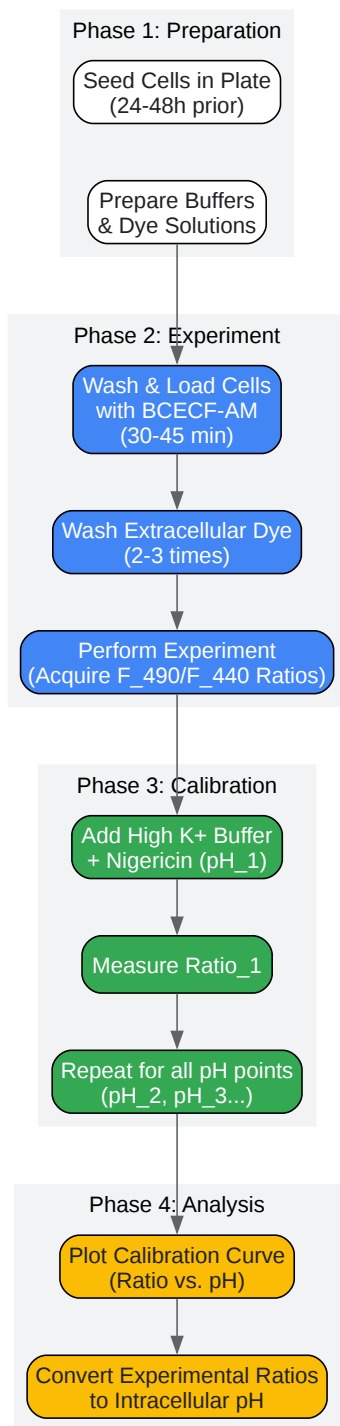 Phase 1: Preparation
Seed Cells in Plate
(24-48h prior)
Prepare Buffers
& Dye Solutions
Phase 2: Experiment
Wash & Load Cells
with BCECF-AM
(30-45 min)
Wash Extracellular Dye
(2-3 times)
Perform Experiment
(Acquire F_490/F_440 Ratios)
Phase 3: Calibration
Add High K+ Buffer
+ Nigericin (pH_1)
Measure Ratio_1
Repeat for all pH points
(pH_2, pH_3...)
Phase 4: Analysis
Plot Calibration Curve
(Ratio vs. pH)
Convert Experimental Ratios
to Intracellular pH